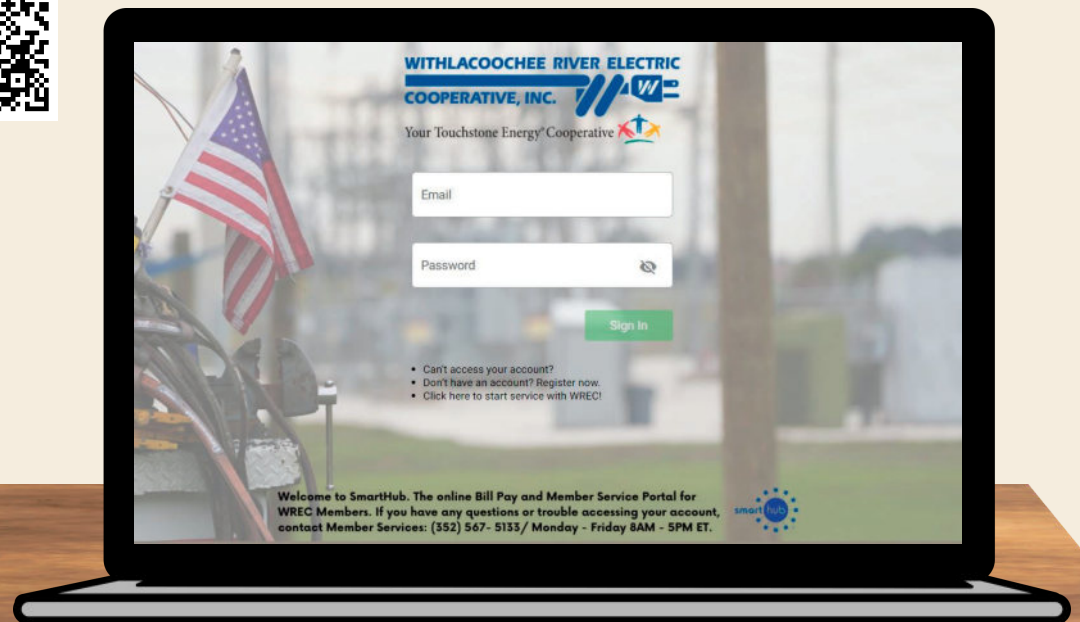 WITHLACOOCHEE RIVER ELECTRIC
COOPERATIVE, INC.
W
Your Touchstone Energy® Cooperative
Email
Password
Sign In
• Can't access your account?
• Don't have an account? Register now.
• Click here to start service with WREC!
Welcome to SmartHub. The online Bill Pay and Member Service Portal for
WREC Members. If you have any questions or trouble accessing your account,
contact Member Services: (352) 567- 5133/ Monday - Friday 8AM - 5PM ET.
smart hub